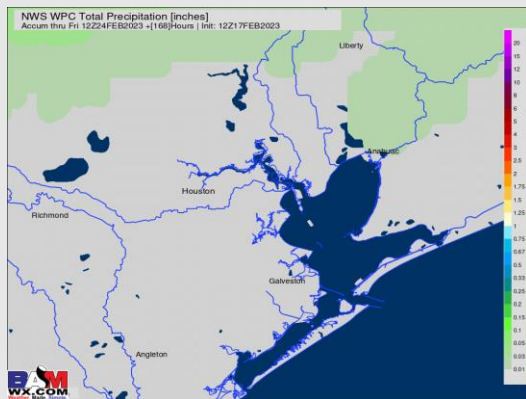 NWS WPC Total Precipitation [inches]
Accum thru Fri 12Z24FEB2023 +[168]Hours | Init: 12Z17FEB2023
Liberty
Anahuac
Houston
Richmond
Galveston
Angleton
20
15
10
8
6
5
4
3
2.5
2
1.75
1.5
1.25
1
0.75
0.67
0.5
0.33
0.25
0.2
0.15
0.1
0.05
0.03
0.01
BAM
WX.COM
Weather Made Simple